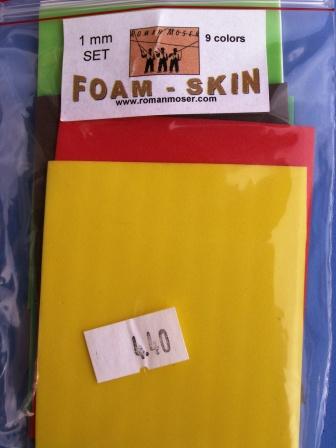 ROMAN MOSER
1 mm
SET
9 colors
FOAM - SKIN
www.romanmoser.com
4.40